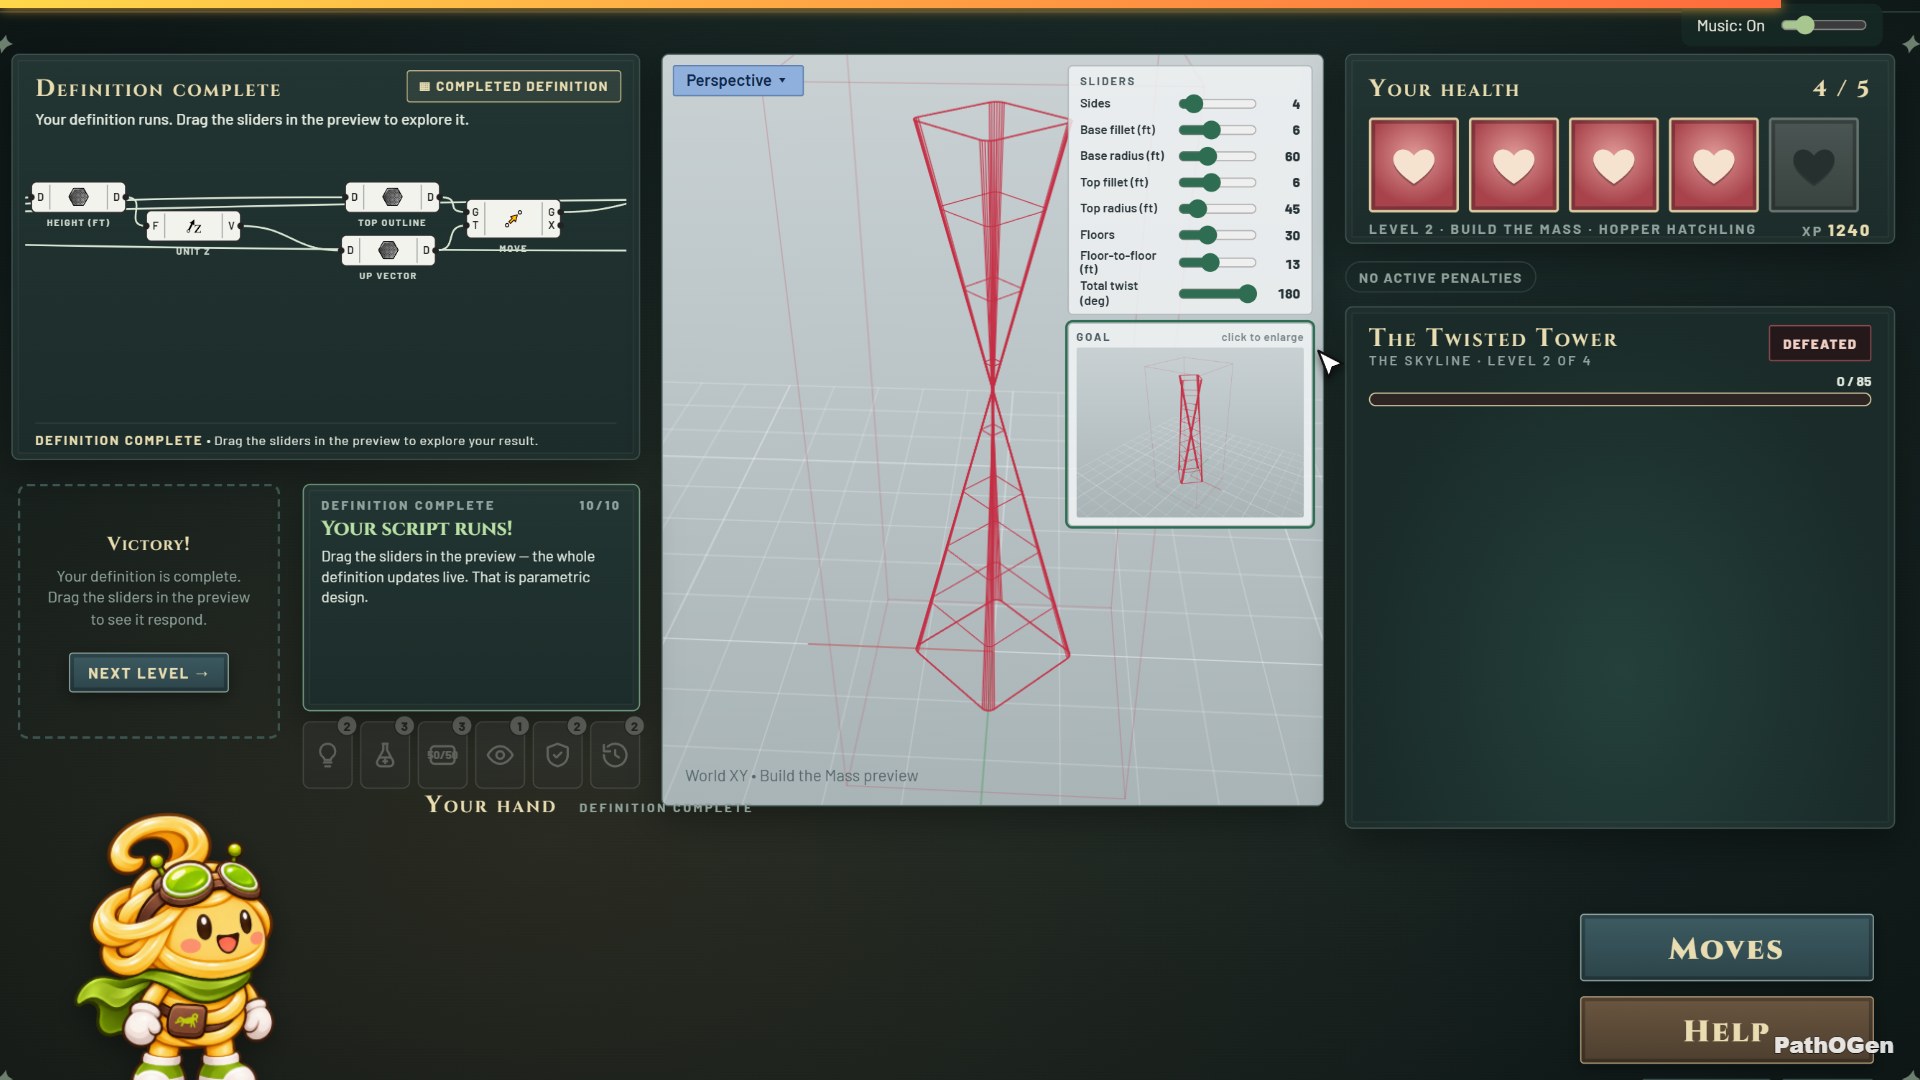 Music: On
Definition complete
COMPLETED DEFINITION
Your definition runs. Drag the sliders in the preview to explore it.
D D
HEIGHT (FT)
F V
UNIT Z
D D
TOP OUTLINE
D D
UP VECTOR
G G
T X
MOVE
DEFINITION COMPLETE • Drag the sliders in the preview to explore your result.
Victory!
Your definition is complete.
Drag the sliders in the preview
to see it respond.
NEXT LEVEL →
DEFINITION COMPLETE 10/10
Your script runs!
Drag the sliders in the preview — the whole
definition updates live. That is parametric
design.
2 3 3 1 2 2
50/50
Your hand DEFINITION COMPLETE
Perspective
SLIDERS
Sides 4
Base fillet (ft) 6
Base radius (ft) 60
Top fillet (ft) 6
Top radius (ft) 45
Floors 30
Floor-to-floor
(ft) 13
Total twist
(deg) 180
GOAL click to enlarge
World XY • Build the Mass preview
Your health 4 / 5
LEVEL 2 · BUILD THE MASS · HOPPER HATCHLING XP 1240
NO ACTIVE PENALTIES
The Twisted Tower
DEFEATED
THE SKYLINE · LEVEL 2 OF 4
0 / 85
Moves
Help
PathOGen